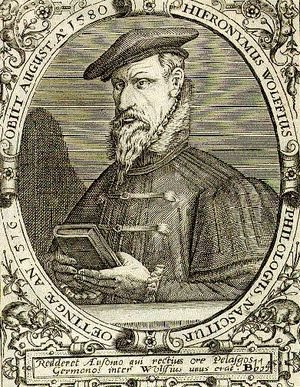 HIERONYMUS WOLFIUS PHILOLOGUS NASCITUR
OETINGÆ AN. 1516 OBIIT AUGUSTÆ 1580
Redderet Ausonio qui rectius ore Pelasgos
Germanos inter Wolfius unus erat.